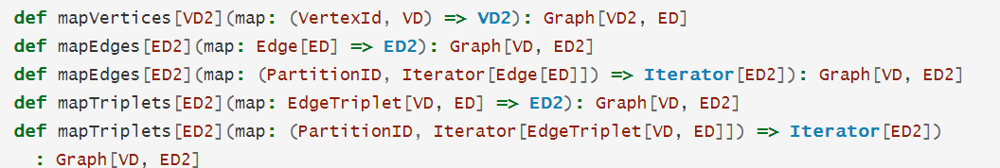 def mapVertices[VD2](map: (VertexId, VD) => VD2): Graph[VD2, ED]
def mapEdges[ED2](map: Edge[ED] => ED2): Graph[VD, ED2]
def mapEdges[ED2](map: (PartitionID, Iterator[Edge[ED]]) => Iterator[ED2]): Graph[VD, ED2]
def mapTriplets[ED2](map: EdgeTriplet[VD, ED] => ED2): Graph[VD, ED2]
def mapTriplets[ED2](map: (PartitionID, Iterator[EdgeTriplet[VD, ED]]) => Iterator[ED2])
: Graph[VD, ED2]